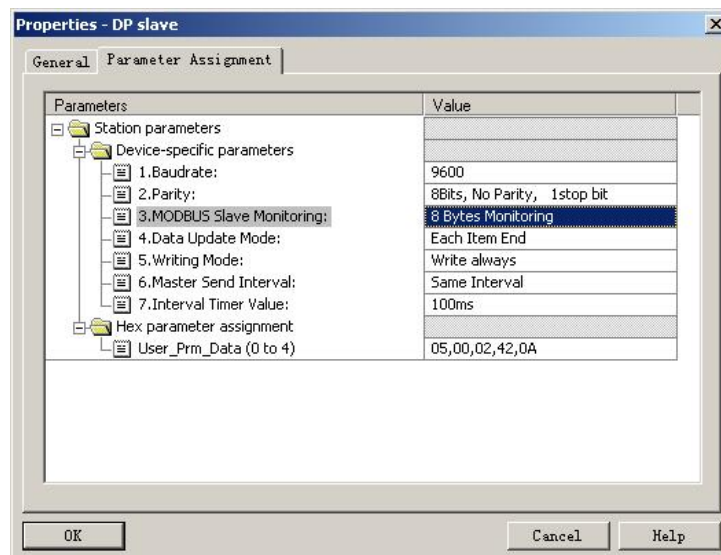 Properties - DP slave
General Parameter Assignment
Parameters Value
Station parameters
Device-specific parameters
1.Baudrate: 9600
2.Parity: 8Bits, No Parity, 1stop bit
3.MODBUS Slave Monitoring: 8 Bytes Monitoring
4.Data Update Mode: Each Item End
5.Writing Mode: Write always
6.Master Send Interval: Same Interval
7.Interval Timer Value: 100ms
Hex parameter assignment
User_Prm_Data (0 to 4) 05,00,02,42,0A
OK Cancel Help